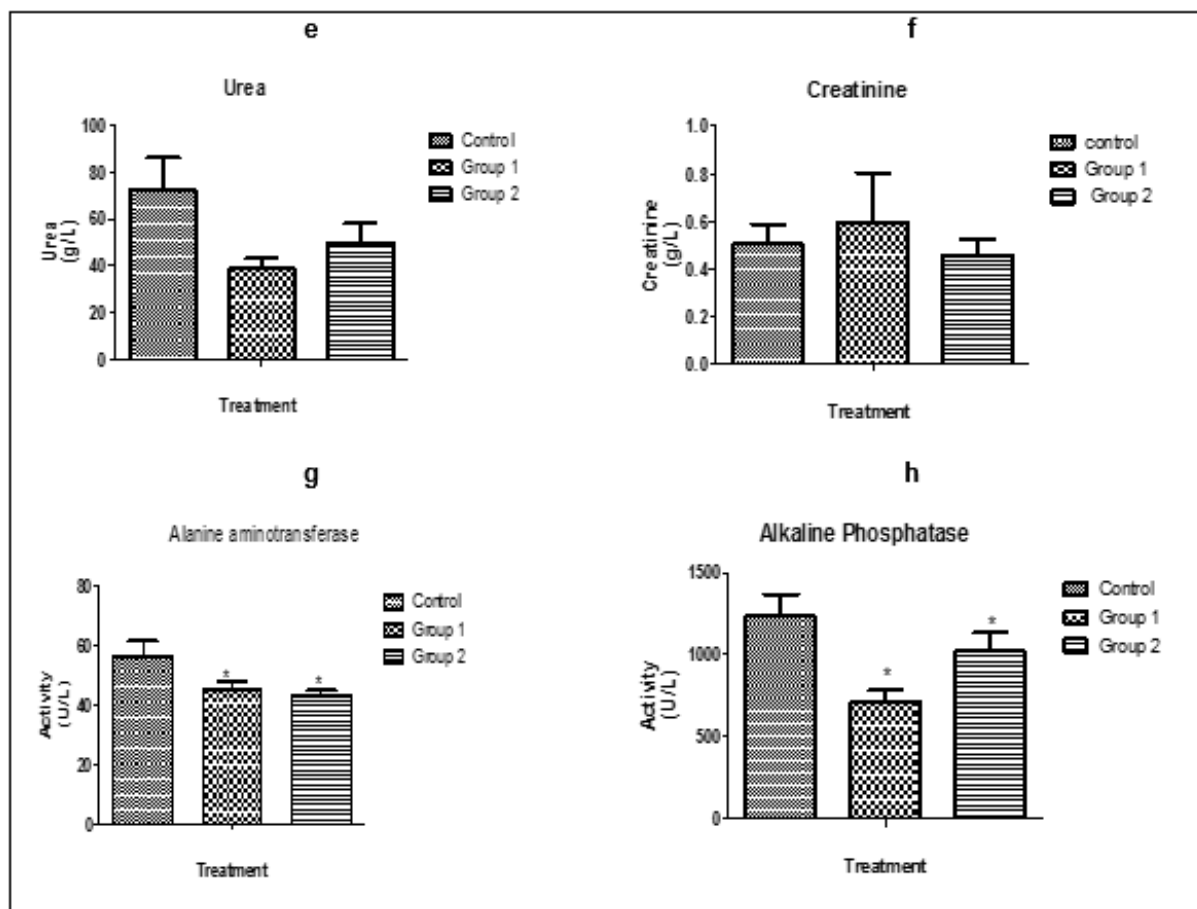 e
Urea
100
80
60
40
20
0
Urea
(g/L)
Control
Group 1
Group 2
Treatment
f
Creatinine
1.0
0.8
0.6
0.4
0.2
0.0
Creatinine
(g/L)
control
Group 1
Group 2
Treatment
g
Alanine aminotransferase
80
60
40
20
0
Activity
(U/L)
*
*
Control
Group 1
Group 2
Treatment
h
Alkaline Phosphatase
1500
1000
500
0
Activity
(U/L)
*
*
Control
Group 1
Group 2
Treatment